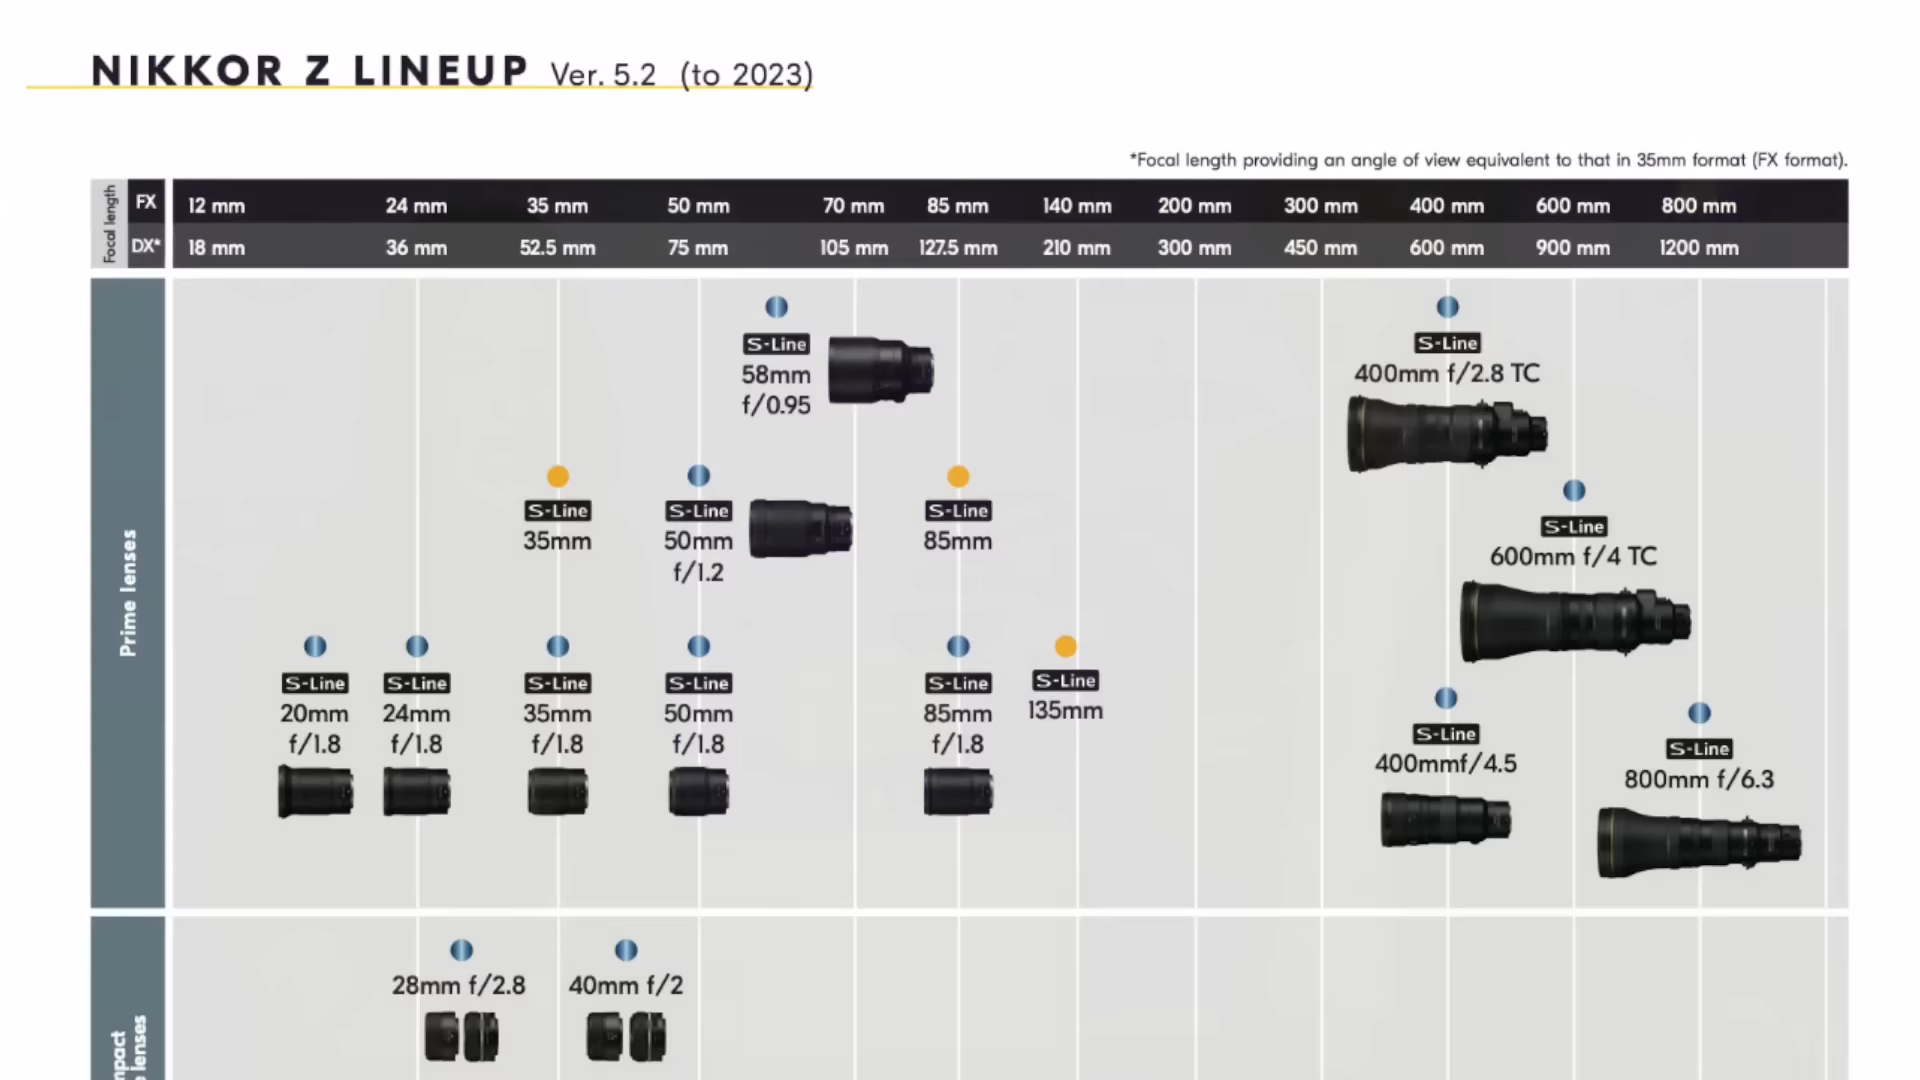 NIKKOR Z LINEUP Ver. 5.2 (to 2023)
*Focal length providing an angle of view equivalent to that in 35mm format (FX format).
Focal length
FX 12 mm 24 mm 35 mm 50 mm 70 mm 85 mm 140 mm 200 mm 300 mm 400 mm 600 mm 800 mm
DX* 18 mm 36 mm 52.5 mm 75 mm 105 mm 127.5 mm 210 mm 300 mm 450 mm 600 mm 900 mm 1200 mm
Prime lenses
S-Line
58mm
f/0.95
S-Line
400mm f/2.8 TC
S-Line
35mm
S-Line
50mm
f/1.2
S-Line
85mm
S-Line
600mm f/4 TC
S-Line
20mm
f/1.8
S-Line
24mm
f/1.8
S-Line
35mm
f/1.8
S-Line
50mm
f/1.8
S-Line
85mm
f/1.8
S-Line
135mm
S-Line
400mmf/4.5
S-Line
800mm f/6.3
28mm f/2.8
40mm f/2
lenses